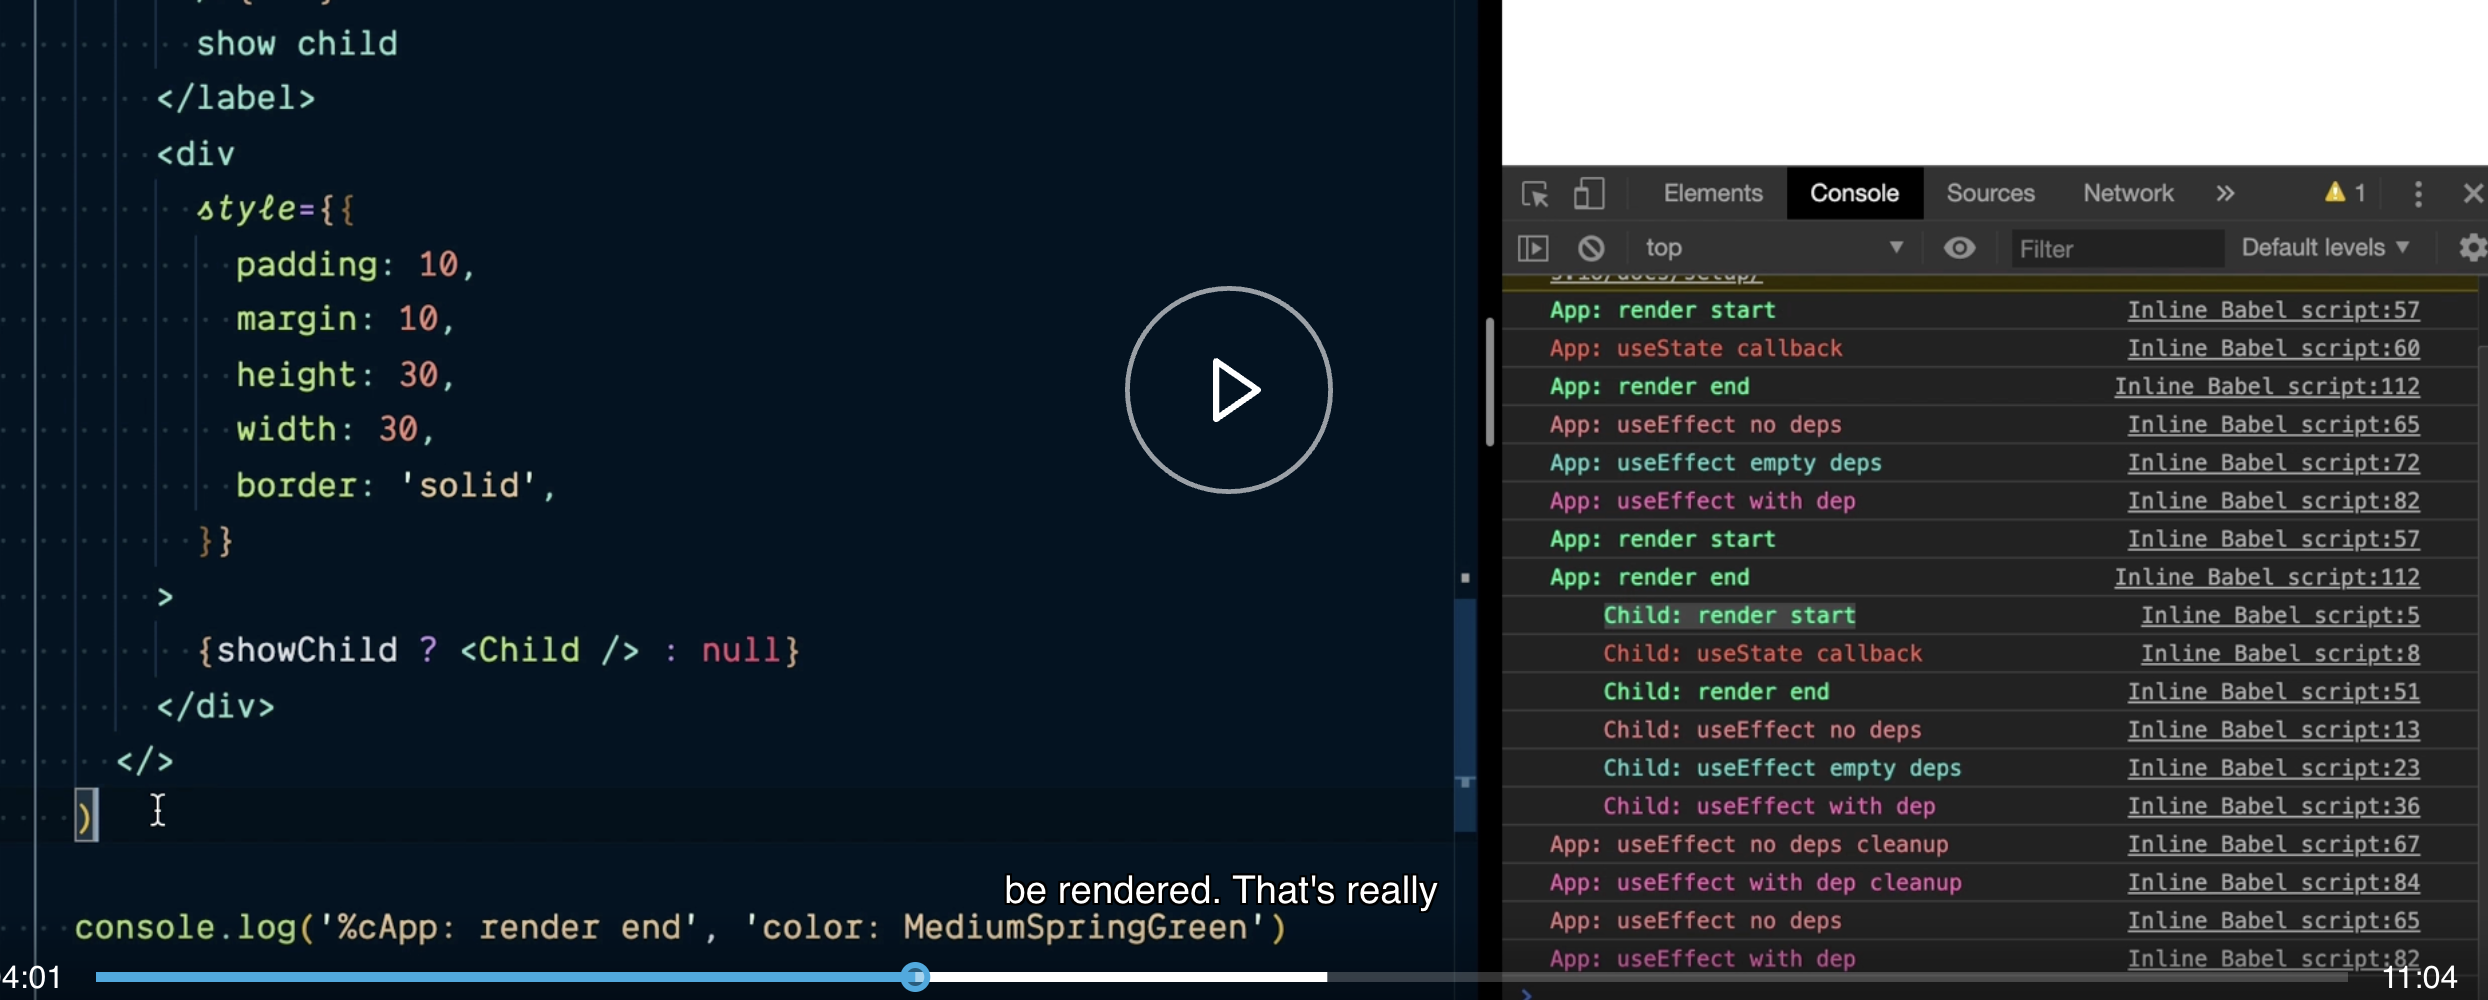 show child
</label>
<div
style={{
padding: 10,
margin: 10,
height: 30,
width: 30,
border: 'solid',
}}
>
{showChild ? <Child /> : null}
</div>
</>
)
console.log('%cApp: render end', 'color: MediumSpringGreen')
be rendered. That's really
4:01
11:04
Elements Console Sources Network » 1
top Filter Default levels
s.io/docs/setup/
App: render start Inline Babel script:57
App: useState callback Inline Babel script:60
App: render end Inline Babel script:112
App: useEffect no deps Inline Babel script:65
App: useEffect empty deps Inline Babel script:72
App: useEffect with dep Inline Babel script:82
App: render start Inline Babel script:57
App: render end Inline Babel script:112
Child: render start Inline Babel script:5
Child: useState callback Inline Babel script:8
Child: render end Inline Babel script:51
Child: useEffect no deps Inline Babel script:13
Child: useEffect empty deps Inline Babel script:23
Child: useEffect with dep Inline Babel script:36
App: useEffect no deps cleanup Inline Babel script:67
App: useEffect with dep cleanup Inline Babel script:84
App: useEffect no deps Inline Babel script:65
App: useEffect with dep Inline Babel script:82